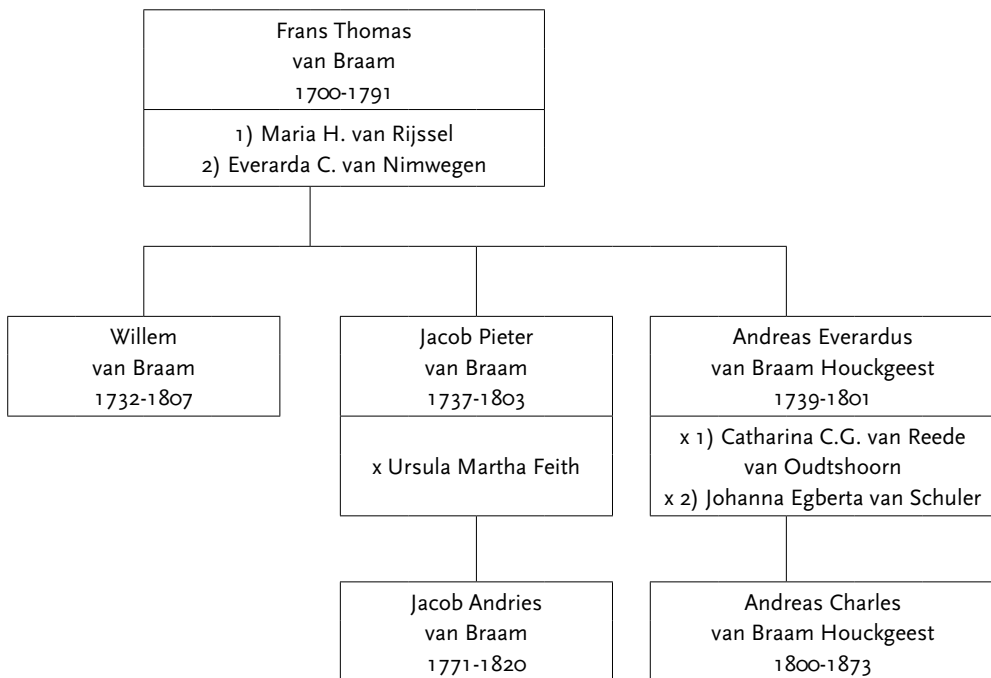 Frans Thomas
van Braam
1700-1791
1) Maria H. van Rijssel
2) Everarda C. van Nimwegen
Willem
van Braam
1732-1807
Jacob Pieter
van Braam
1737-1803
x Ursula Martha Feith
Andreas Everardus
van Braam Houckgeest
1739-1801
x 1) Catharina C.G. van Reede
van Oudtshoorn
x 2) Johanna Egberta van Schuler
Jacob Andries
van Braam
1771-1820
Andreas Charles
van Braam Houckgeest
1800-1873